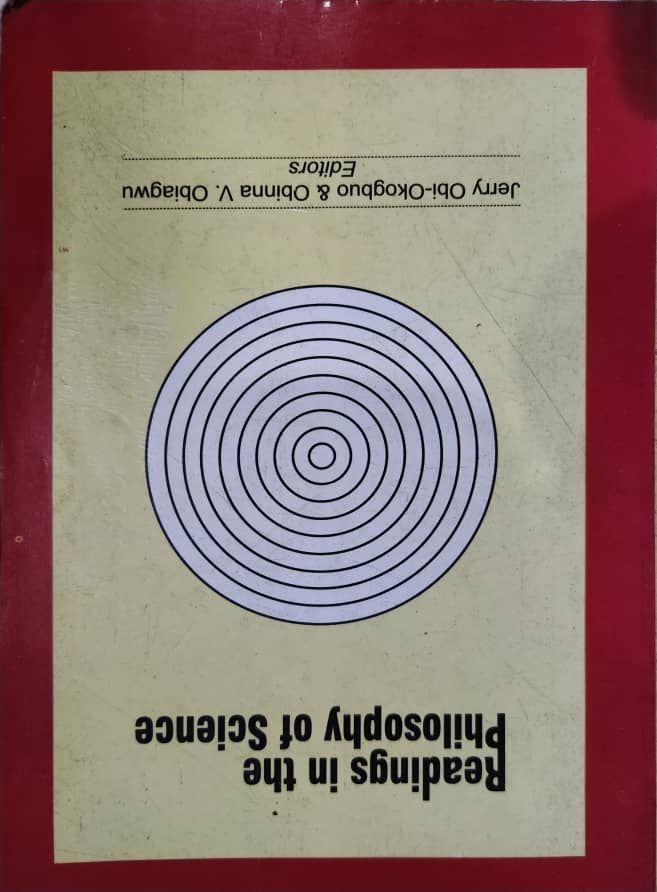 Readings in the
Philosophy of Science
Jerry Obi-Okogbuo & Obinna V. Obiagwu
Editors